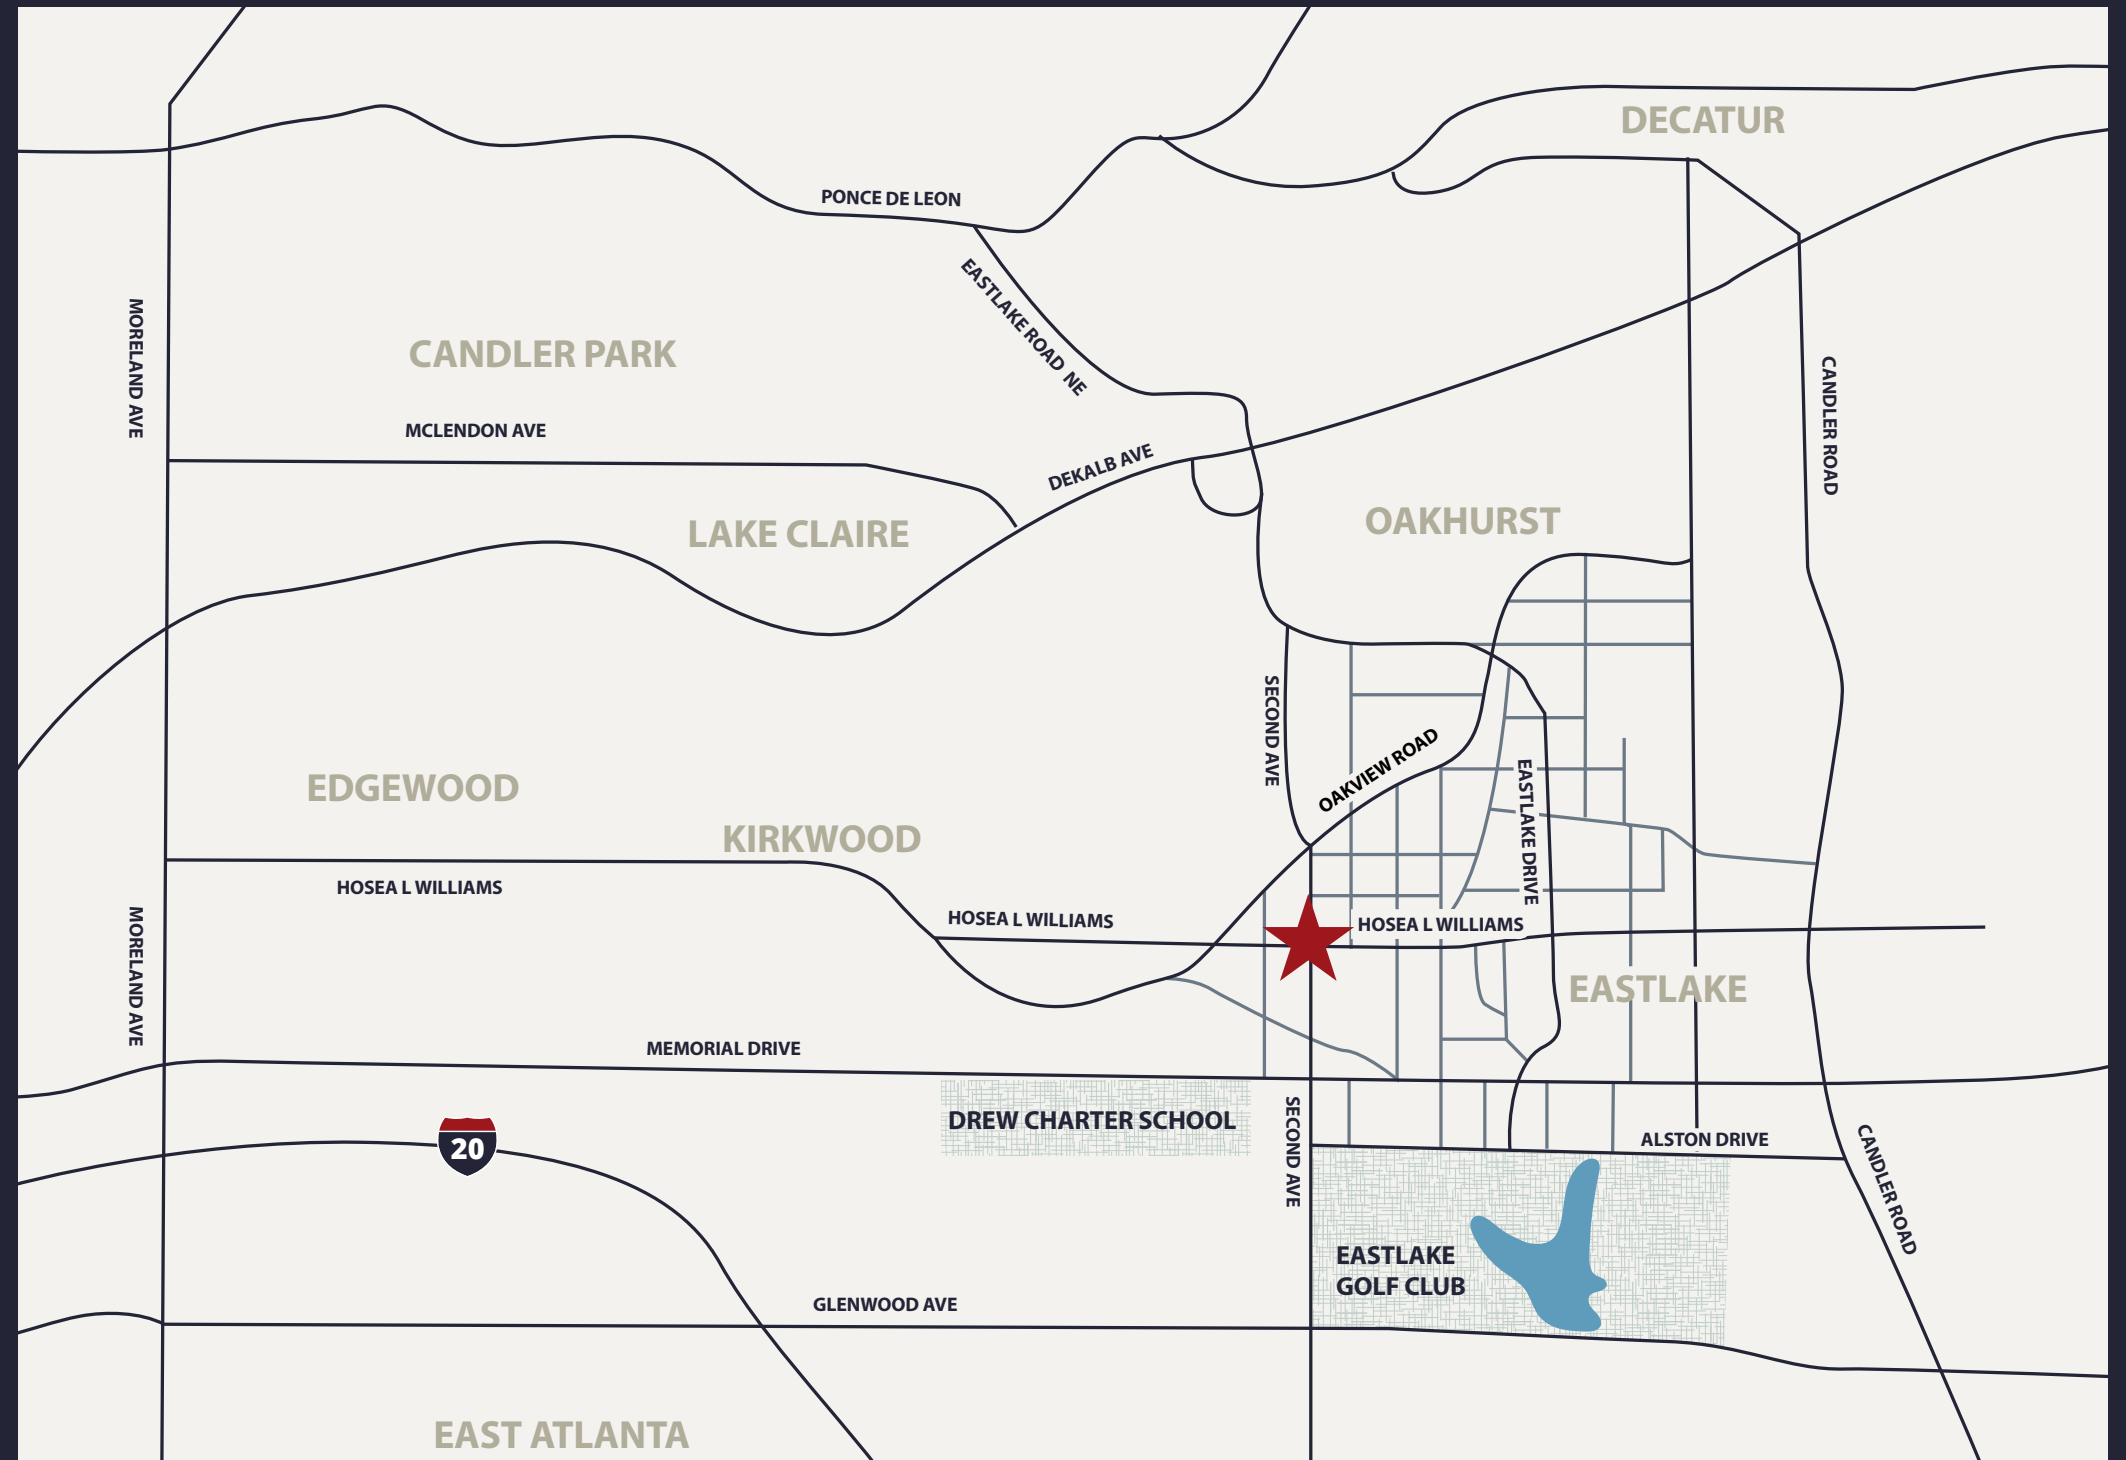 DECATUR
PONCE DE LEON
EASTLAKE ROAD NE
MORELAND AVE
CANDLER PARK
CANDLER ROAD
MCLENDON AVE
DEKALB AVE
LAKE CLAIRE
OAKHURST
SECOND AVE
OAKVIEW ROAD
EDGEWOOD
EASTLAKE DRIVE
KIRKWOOD
HOSEA L WILLIAMS
HOSEA L WILLIAMS
HOSEA L WILLIAMS
MORELAND AVE
EASTLAKE
MEMORIAL DRIVE
DREW CHARTER SCHOOL
SECOND AVE
ALSTON DRIVE
20
CANDLER ROAD
EASTLAKE
GOLF CLUB
GLENWOOD AVE
EAST ATLANTA